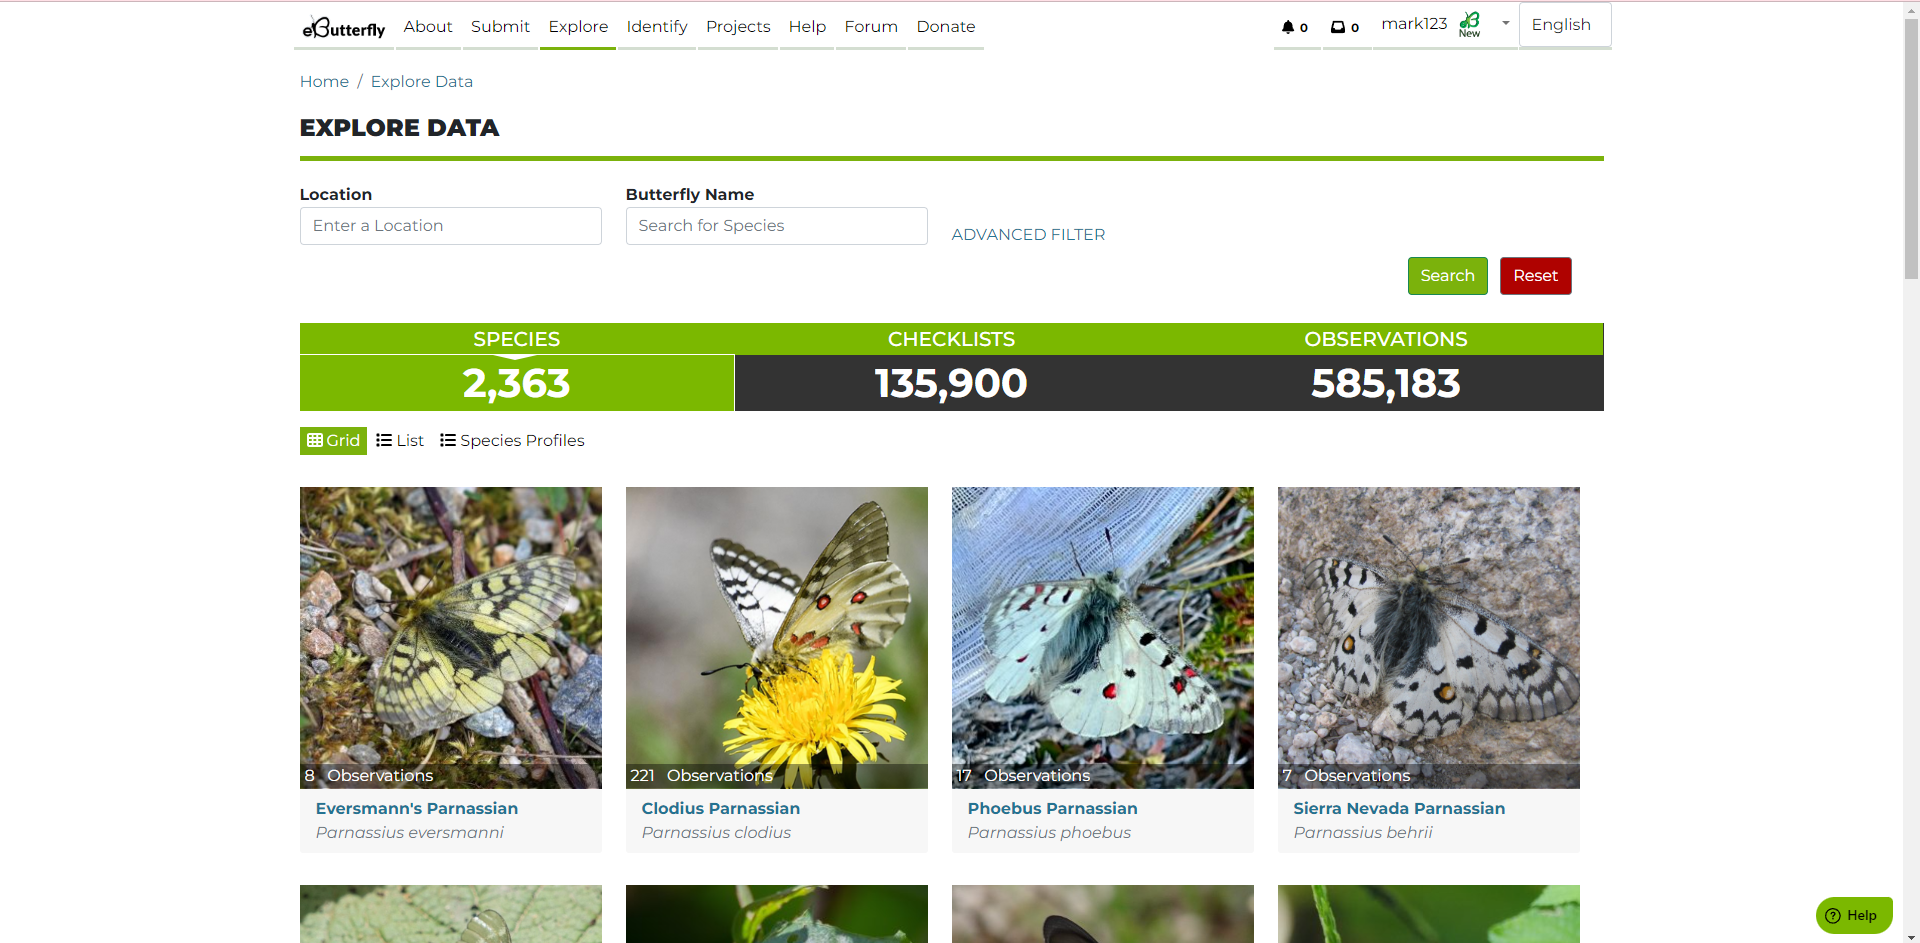 eButterfly About Submit Explore Identify Projects Help Forum Donate 0 0 mark123 New English
Home / Explore Data
EXPLORE DATA
Location Butterfly Name
Enter a Location Search for Species ADVANCED FILTER
Search Reset
SPECIES CHECKLISTS OBSERVATIONS
2,363 135,900 585,183
Grid List Species Profiles
8 Observations 221 Observations 17 Observations 7 Observations
Eversmann's Parnassian Clodius Parnassian Phoebus Parnassian Sierra Nevada Parnassian
Parnassius eversmanni Parnassius clodius Parnassius phoebus Parnassius behrii
? Help